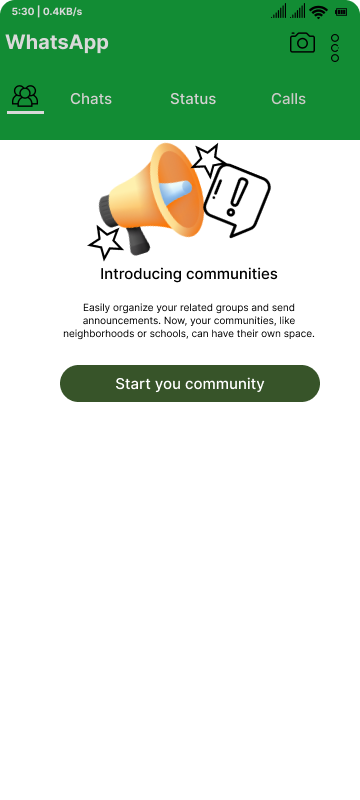 5:30 | 0.4KB/s
WhatsApp
Chats Status Calls
Introducing communities
Easily organize your related groups and send
announcements. Now, your communities, like
neighborhoods or schools, can have their own space.
Start you community